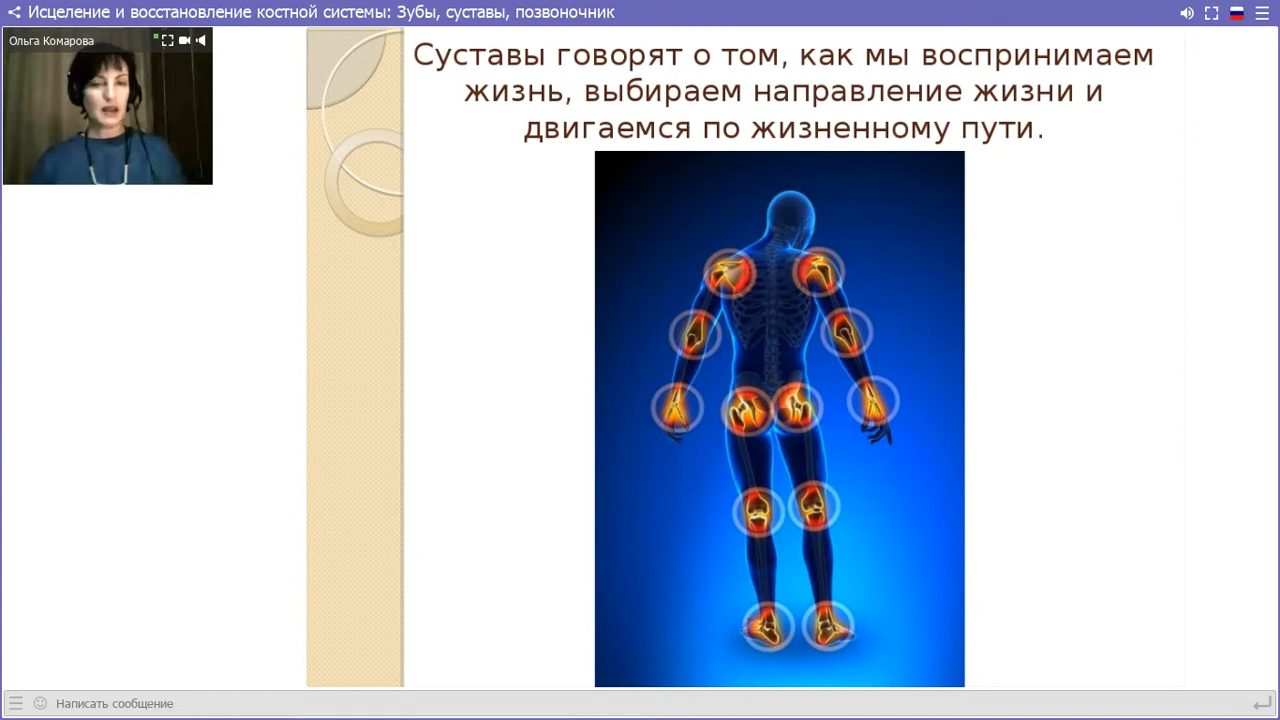 Исцеление и восстановление костной системы: Зубы, суставы, позвоночник
Ольга Комарова
Суставы говорят о том, как мы воспринимаем
жизнь, выбираем направление жизни и
двигаемся по жизненному пути.
Написать сообщение